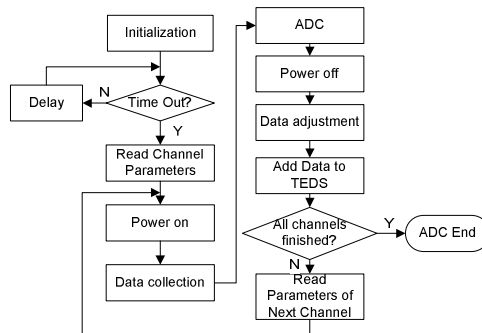 Initialization
Delay
N
Time Out?
Y
Read Channel
Parameters
Power on
Data collection
ADC
Power off
Data adjustment
Add Data to
TEDS
All channels
finished?
Y
ADC End
N
Read
Parameters of
Next Channel